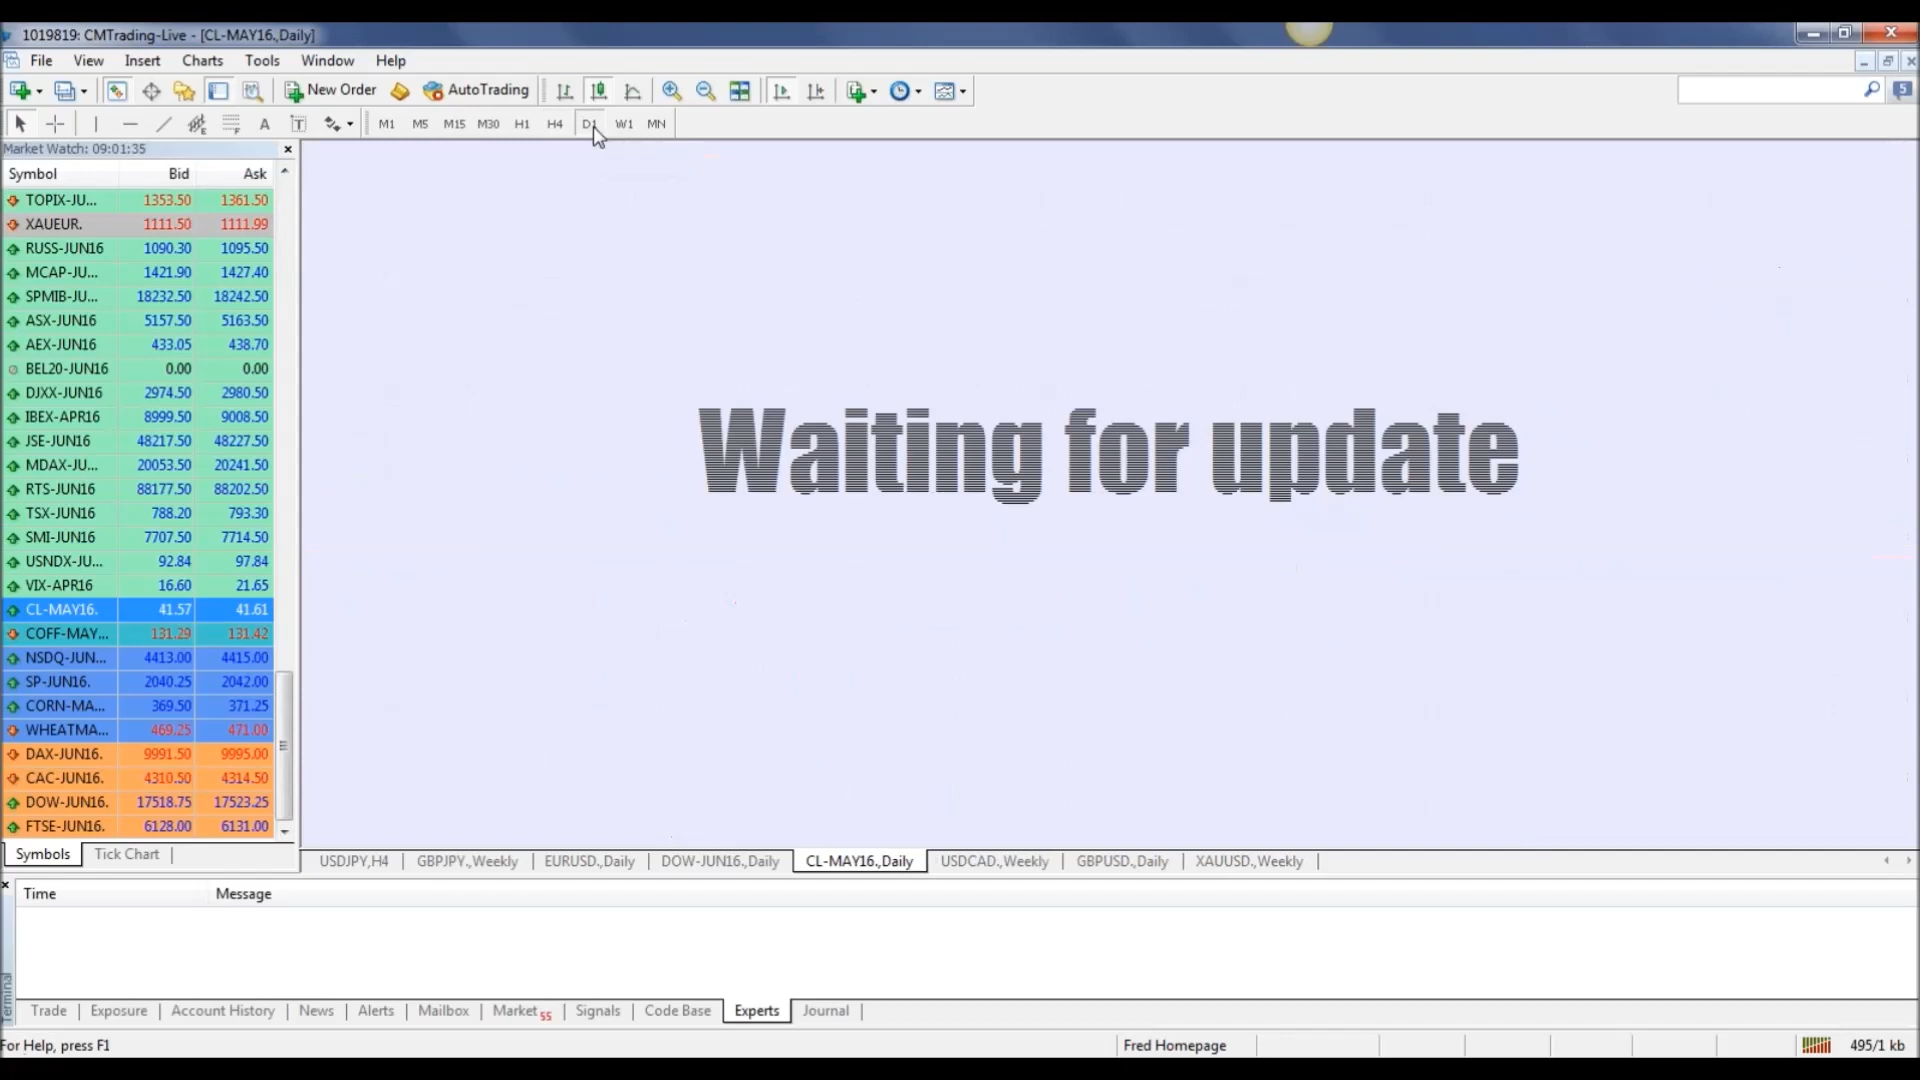 1019819: CMTrading-Live - [CL-MAY16.,Daily]
File View Insert Charts Tools Window Help
New Order AutoTrading 5
A T M1 M5 M15 M30 H1 H4 D1 W1 MN
Market Watch: 09:01:35
Symbol Bid Ask
TOPIX-JU... 1353.50 1361.50
XAUEUR. 1111.50 1111.99
RUSS-JUN16 1090.30 1095.50
MCAP-JU... 1421.90 1427.40
SPMIB-JU... 18232.50 18242.50
ASX-JUN16 5157.50 5163.50
AEX-JUN16 433.05 438.70
BEL20-JUN16 0.00 0.00
DJXX-JUN16 2974.50 2980.50
IBEX-APR16 8999.50 9008.50
JSE-JUN16 48217.50 48227.50
MDAX-JU... 20053.50 20241.50
RTS-JUN16 88177.50 88202.50
TSX-JUN16 788.20 793.30
SMI-JUN16 7707.50 7714.50
USNDX-JU... 92.84 97.84
VIX-APR16 16.60 21.65
CL-MAY16. 41.57 41.61
COFF-MAY... 131.29 131.42
NSDQ-JUN... 4413.00 4415.00
SP-JUN16. 2040.25 2042.00
CORN-MA... 369.50 371.25
WHEATMA... 469.25 471.00
DAX-JUN16. 9991.50 9995.00
CAC-JUN16. 4310.50 4314.50
DOW-JUN16. 17518.75 17523.25
FTSE-JUN16. 6128.00 6131.00
Symbols Tick Chart
Waiting for update
USDJPY,H4 GBPJPY.,Weekly EURUSD.,Daily DOW-JUN16.,Daily CL-MAY16.,Daily USDCAD.,Weekly GBPUSD.,Daily XAUUSD.,Weekly
Time Message
Terminal
Trade Exposure Account History News Alerts Mailbox Market 55 Signals Code Base Experts Journal
For Help, press F1 Fred Homepage 495/1 kb